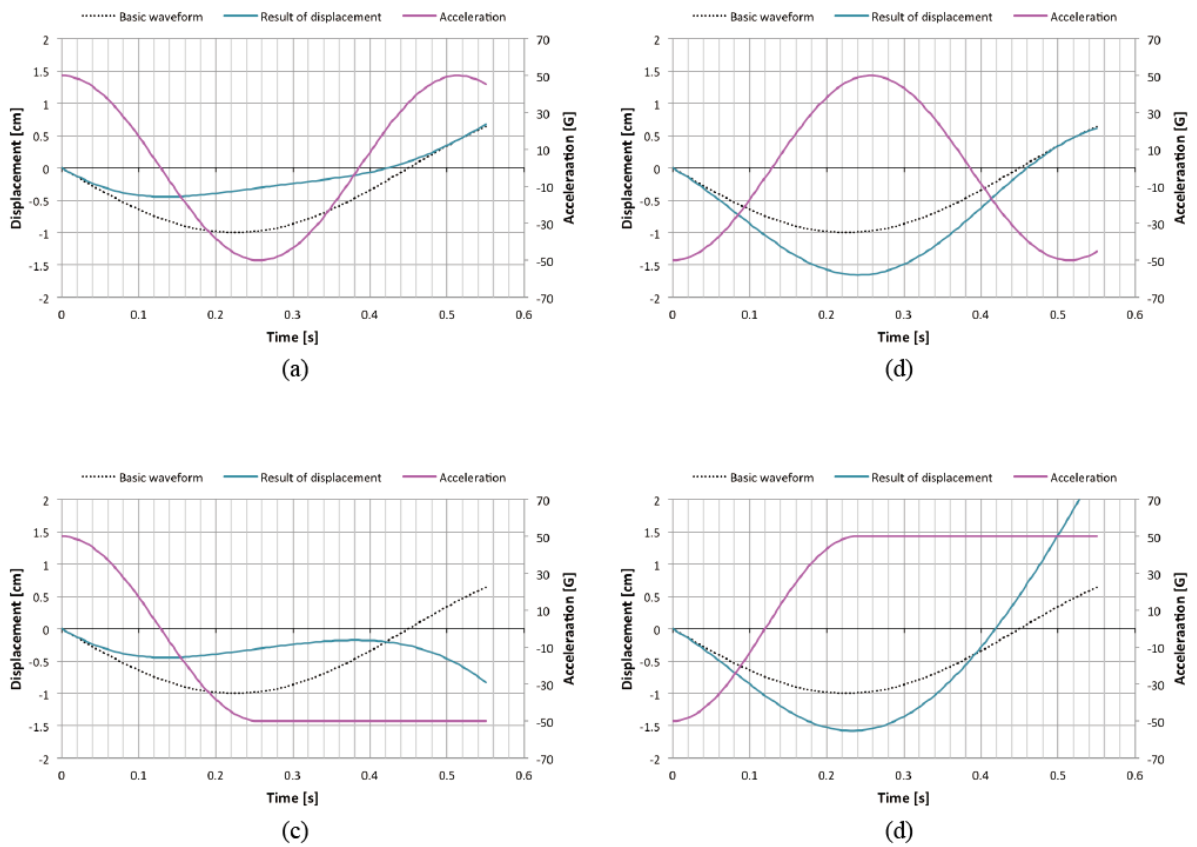 Basic waveform Result of displacement Acceleration
2 70
1.5 50
1 30
0.5 10
0 -10
-0.5 -30
-1 -50
-1.5 -70
-2
0 0.1 0.2 0.3 0.4 0.5 0.6
Displacement [cm]
Acceleraation [G]
Time [s]
(a)
Basic waveform Result of displacement Acceleration
2 70
1.5 50
1 30
0.5 10
0 -10
-0.5 -30
-1 -50
-1.5 -70
-2
0 0.1 0.2 0.3 0.4 0.5 0.6
Displacement [cm]
Acceleraation [G]
Time [s]
(d)
Basic waveform Result of displacement Acceleration
2 70
1.5 50
1 30
0.5 10
0 -10
-0.5 -30
-1 -50
-1.5 -70
-2
0 0.1 0.2 0.3 0.4 0.5 0.6
Displacement [cm]
Acceleraation [G]
Time [s]
(c)
Basic waveform Result of displacement Acceleration
2 70
1.5 50
1 30
0.5 10
0 -10
-0.5 -30
-1 -50
-1.5 -70
-2
0 0.1 0.2 0.3 0.4 0.5 0.6
Displacement [cm]
Acceleraation [G]
Time [s]
(d)